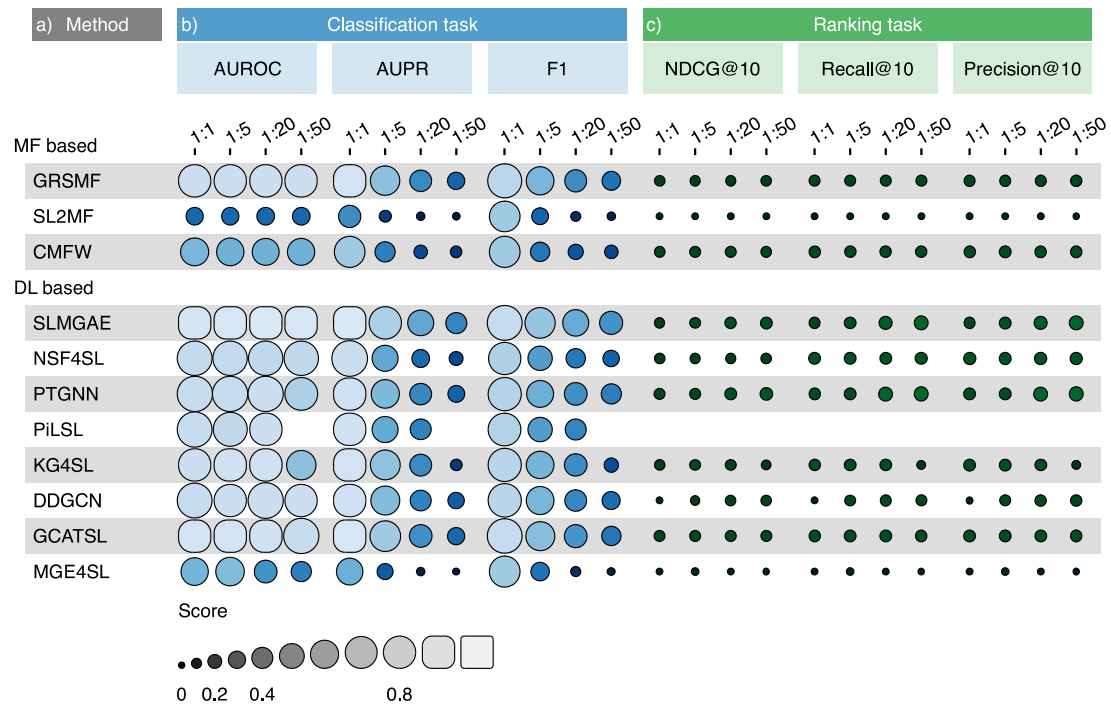 a) Method b) Classification task c) Ranking task
AUROC AUPR F1 NDCG@10 Recall@10 Precision@10
1:1 1:5 1:20 1:50 1:1 1:5 1:20 1:50 1:1 1:5 1:20 1:50 1:1 1:5 1:20 1:50 1:1 1:5 1:20 1:50 1:1 1:5 1:20 1:50
MF based
GRSMF
SL2MF
CMFW
DL based
SLMGAE
NSF4SL
PTGNN
PiLSL
KG4SL
DDGCN
GCATSL
MGE4SL
Score
0 0.2 0.4 0.8